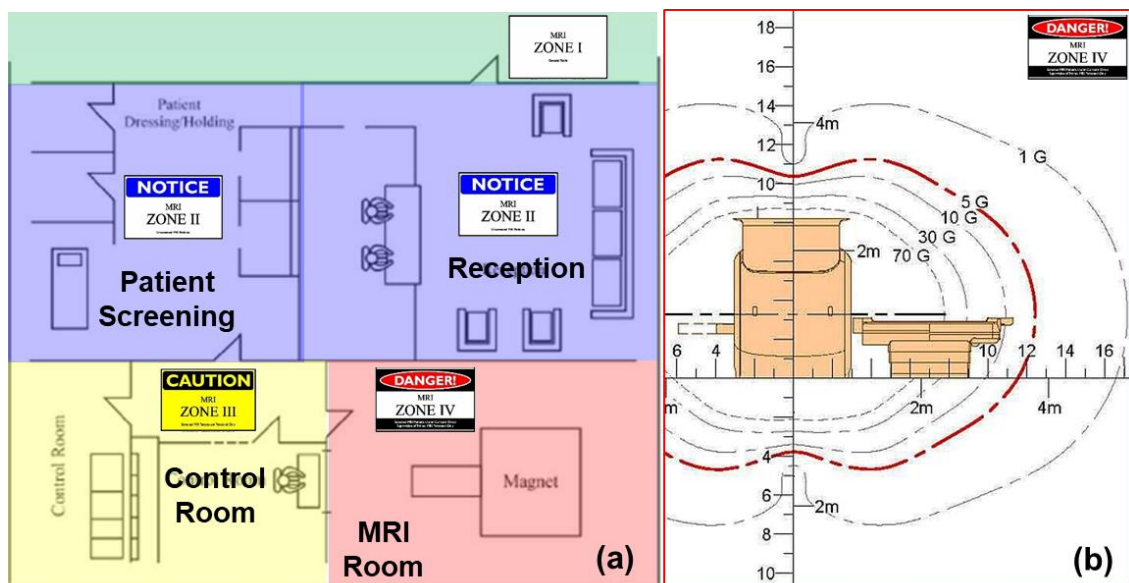 MRI
ZONE I
Patient
Dressing/Holding
NOTICE
MRI
ZONE II
NOTICE
MRI
ZONE II
Patient
Screening
Reception
CAUTION
MRI
ZONE III
DANGER!
MRI
ZONE IV
Control Room
Control
Room
Magnet
MRI
Room
(a)
DANGER!
MRI
ZONE IV
18
16
14
12
10
4m
1 G
5 G
10 G
30 G
70 G
2m
6 4 10 12 14 16
m 2m 4m
4
6
8
10
2m
(b)